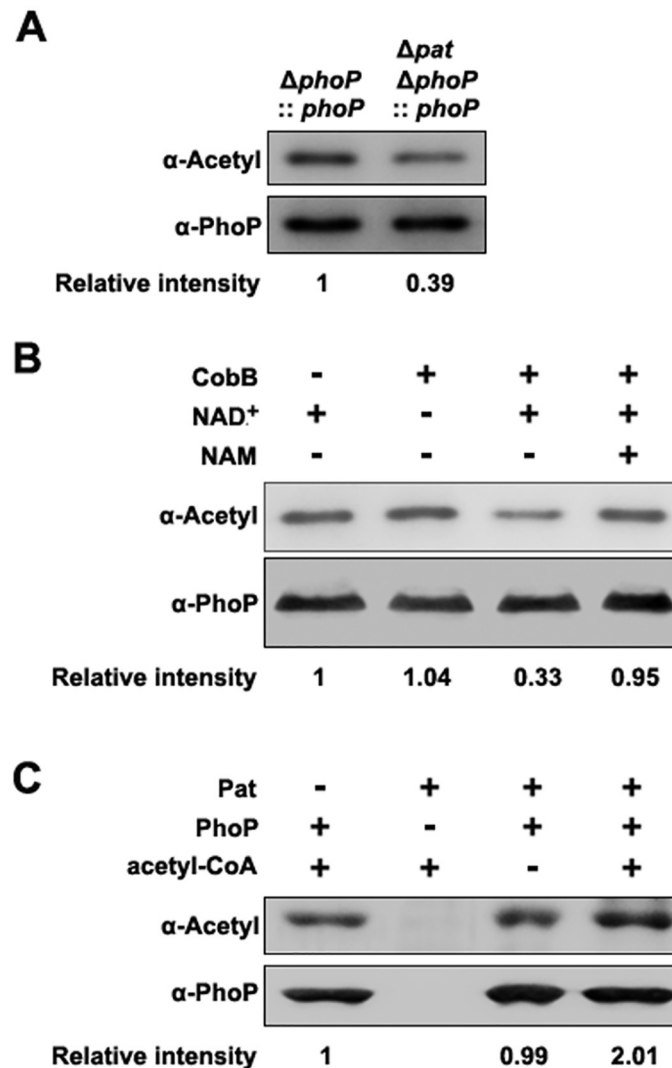 A
ΔphoP
:: phoP
Δpat
ΔphoP
:: phoP
α-Acetyl
α-PhoP
Relative intensity 1 0.39
B
CobB - + + +
NAD.+ + - + +
NAM - - - +
α-Acetyl
α-PhoP
Relative intensity 1 1.04 0.33 0.95
C
Pat - + + +
PhoP + - + +
acetyl-CoA + + - +
α-Acetyl
α-PhoP
Relative intensity 1 0.99 2.01